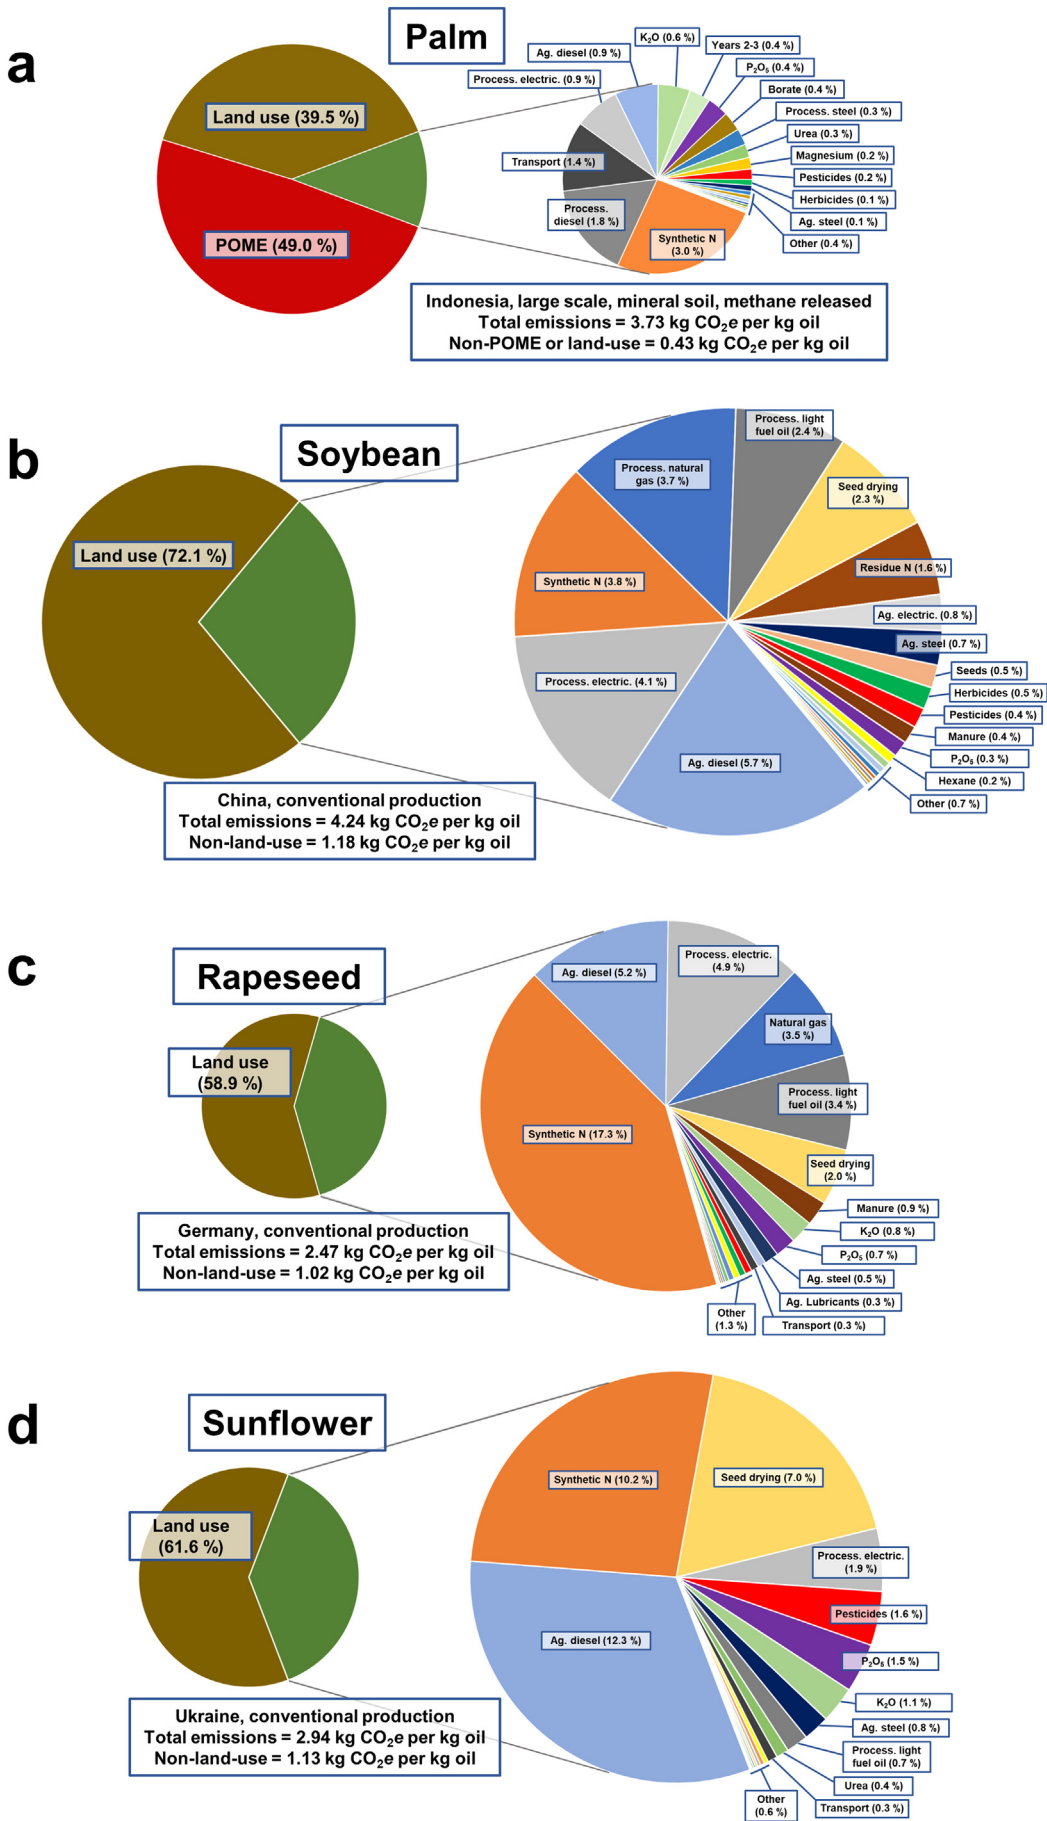 a
Palm
Land use (39.5 %)
POME (49.0 %)
Process. electric. (0.9 %)
Ag. diesel (0.9 %)
K₂O (0.6 %)
Years 2-3 (0.4 %)
P₂O₅ (0.4 %)
Borate (0.4 %)
Process. steel (0.3 %)
Urea (0.3 %)
Magnesium (0.2 %)
Pesticides (0.2 %)
Herbicides (0.1 %)
Ag. steel (0.1 %)
Other (0.4 %)
Transport (1.4 %)
Process.
diesel (1.8 %)
Synthetic N
(3.0 %)
Indonesia, large scale, mineral soil, methane released
Total emissions = 3.73 kg CO₂e per kg oil
Non-POME or land-use = 0.43 kg CO₂e per kg oil
b
Soybean
Land use (72.1 %)
Process. light
fuel oil (2.4 %)
Process. natural
gas (3.7 %)
Seed drying
(2.3 %)
Residue N (1.6 %)
Synthetic N (3.8 %)
Ag. electric. (0.8 %)
Ag. steel (0.7 %)
Seeds (0.5 %)
Herbicides (0.5 %)
Pesticides (0.4 %)
Manure (0.4 %)
P₂O₅ (0.3 %)
Hexane (0.2 %)
Other (0.7 %)
Process. electric. (4.1 %)
Ag. diesel (5.7 %)
China, conventional production
Total emissions = 4.24 kg CO₂e per kg oil
Non-land-use = 1.18 kg CO₂e per kg oil
c
Rapeseed
Land use
(58.9 %)
Ag. diesel (5.2 %)
Process. electric.
(4.9 %)
Natural gas
(3.5 %)
Process. light
fuel oil (3.4 %)
Synthetic N (17.3 %)
Seed drying
(2.0 %)
Manure (0.9 %)
K₂O (0.8 %)
P₂O₅ (0.7 %)
Ag. steel (0.5 %)
Ag. Lubricants (0.3 %)
Transport (0.3 %)
Other
(1.3 %)
Germany, conventional production
Total emissions = 2.47 kg CO₂e per kg oil
Non-land-use = 1.02 kg CO₂e per kg oil
d
Sunflower
Land use
(61.6 %)
Synthetic N (10.2 %)
Seed drying (7.0 %)
Process. electric.
(1.9 %)
Pesticides (1.6 %)
Ag. diesel (12.3 %)
P₂O₅ (1.5 %)
K₂O (1.1 %)
Ag. steel (0.8 %)
Process. light
fuel oil (0.7 %)
Urea (0.4 %)
Transport (0.3 %)
Other
(0.6 %)
Ukraine, conventional production
Total emissions = 2.94 kg CO₂e per kg oil
Non-land-use = 1.13 kg CO₂e per kg oil